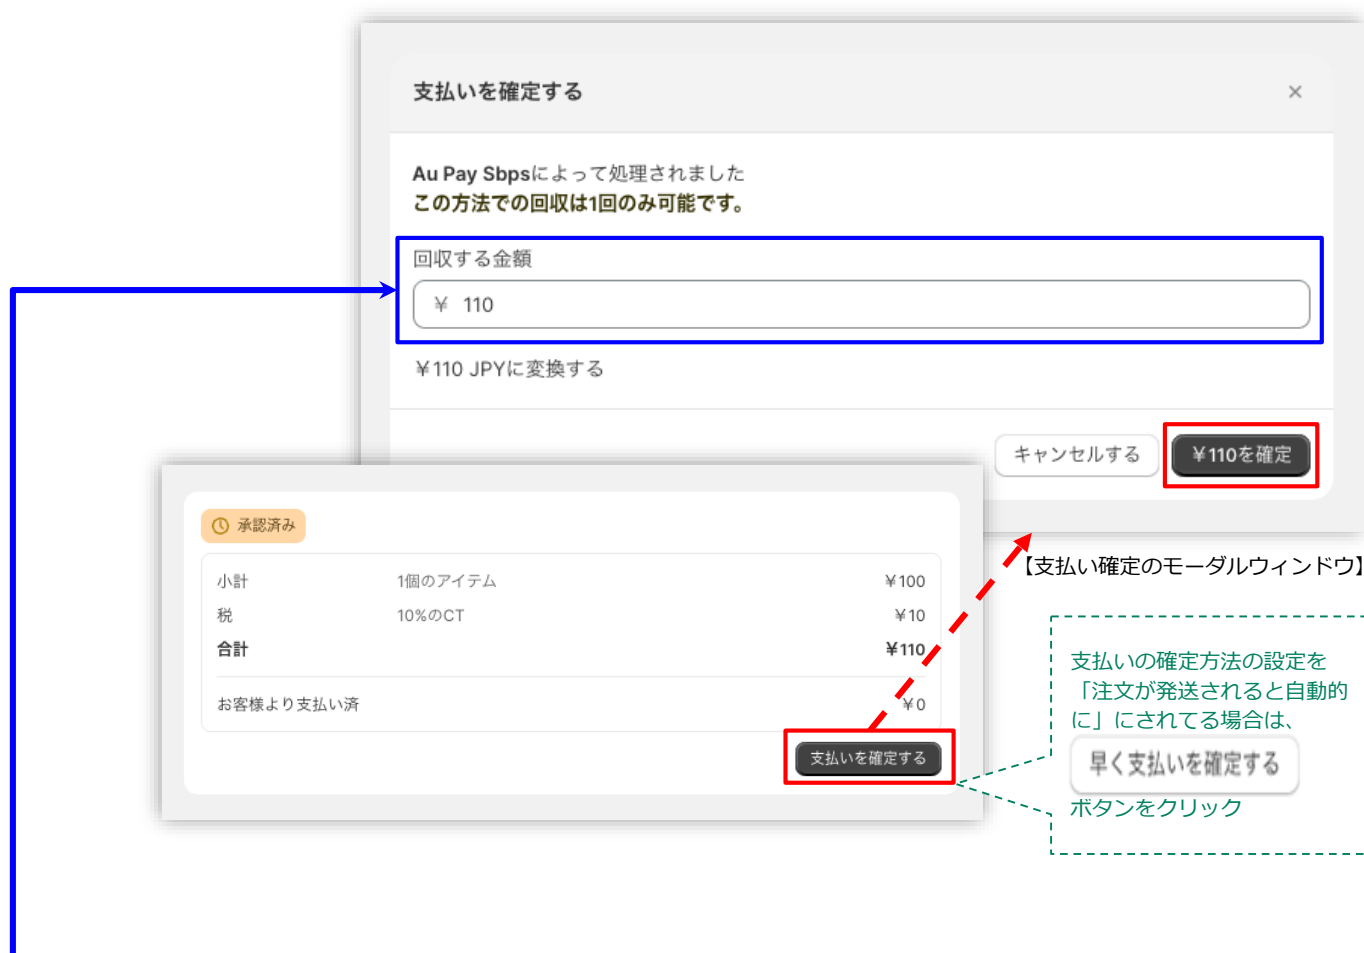 支払いを確定する
×
Au Pay Sbpsによって処理されました
この方法での回収は1回のみ可能です。
回収する金額
¥ 110
¥110 JPYに変換する
キャンセルする
¥110を確定
【支払い確定のモーダルウィンドウ】
承認済み
小計 1個のアイテム ¥100
税 10%のCT ¥10
合計 ¥110
お客様より支払い済 ¥0
支払いを確定する
支払いの確定方法の設定を
「注文が発送されると自動的
に」にされてる場合は、
早く支払いを確定する
ボタンをクリック